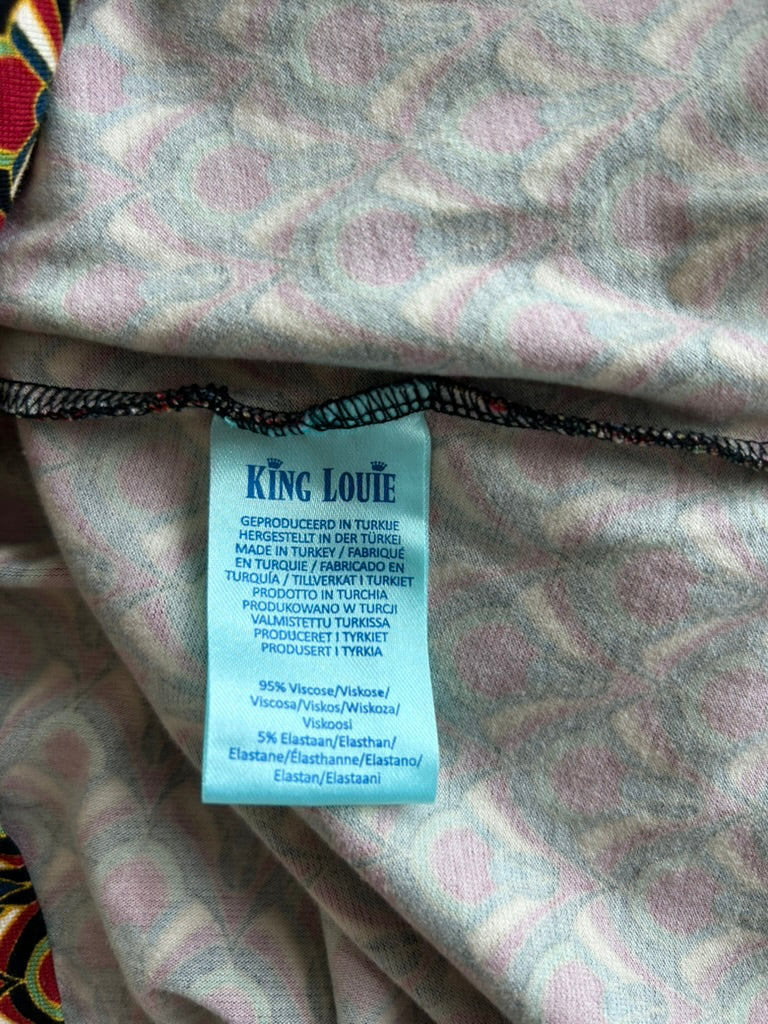 KING LOUIE
GEPRODUCEERD IN TURKIJE
HERGESTELLT IN DER TÜRKEI
MADE IN TURKEY / FABRIQUÉ
EN TURQUIE / FABRICADO EN
TURQUÍA / TILLVERKAT I TURKIET
PRODOTTO IN TURCHIA
PRODUKOWANO W TURCJI
VALMISTETTU TURKISSA
PRODUCERET I TYRKIET
PRODUSERT I TYRKIA
95% Viscose/Viskose/
Viscosa/Viskos/Wiskoza/
Viskoosi
5% Elastaan/Elasthan/
Elastane/Élasthanne/Elastano/
Elastan/Elastaani